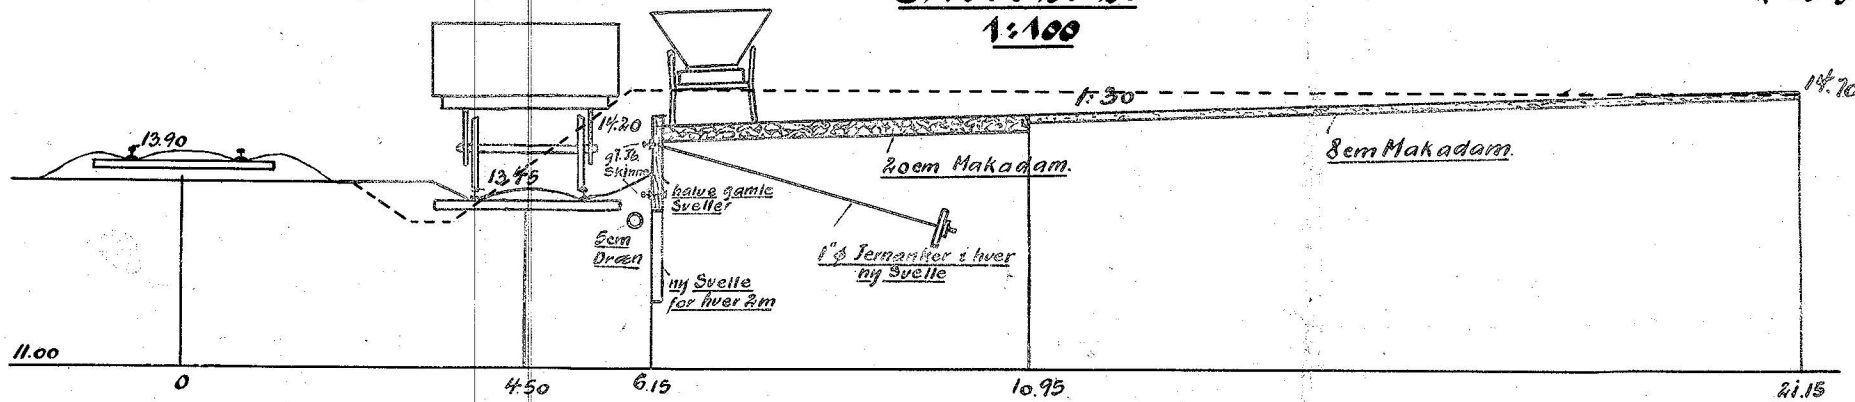 1:100
14.70
1:30
13.90
14.20
gl. Jb.
Skinne
13.45
20cm Makadam.
8cm Makadam.
halve gamle
Sveller
5cm
Dræn
1"ø Jernanker i hver
ny Svelle
ny Svelle
for hver 2m
11.00
0
4.50
6.15
10.95
21.15